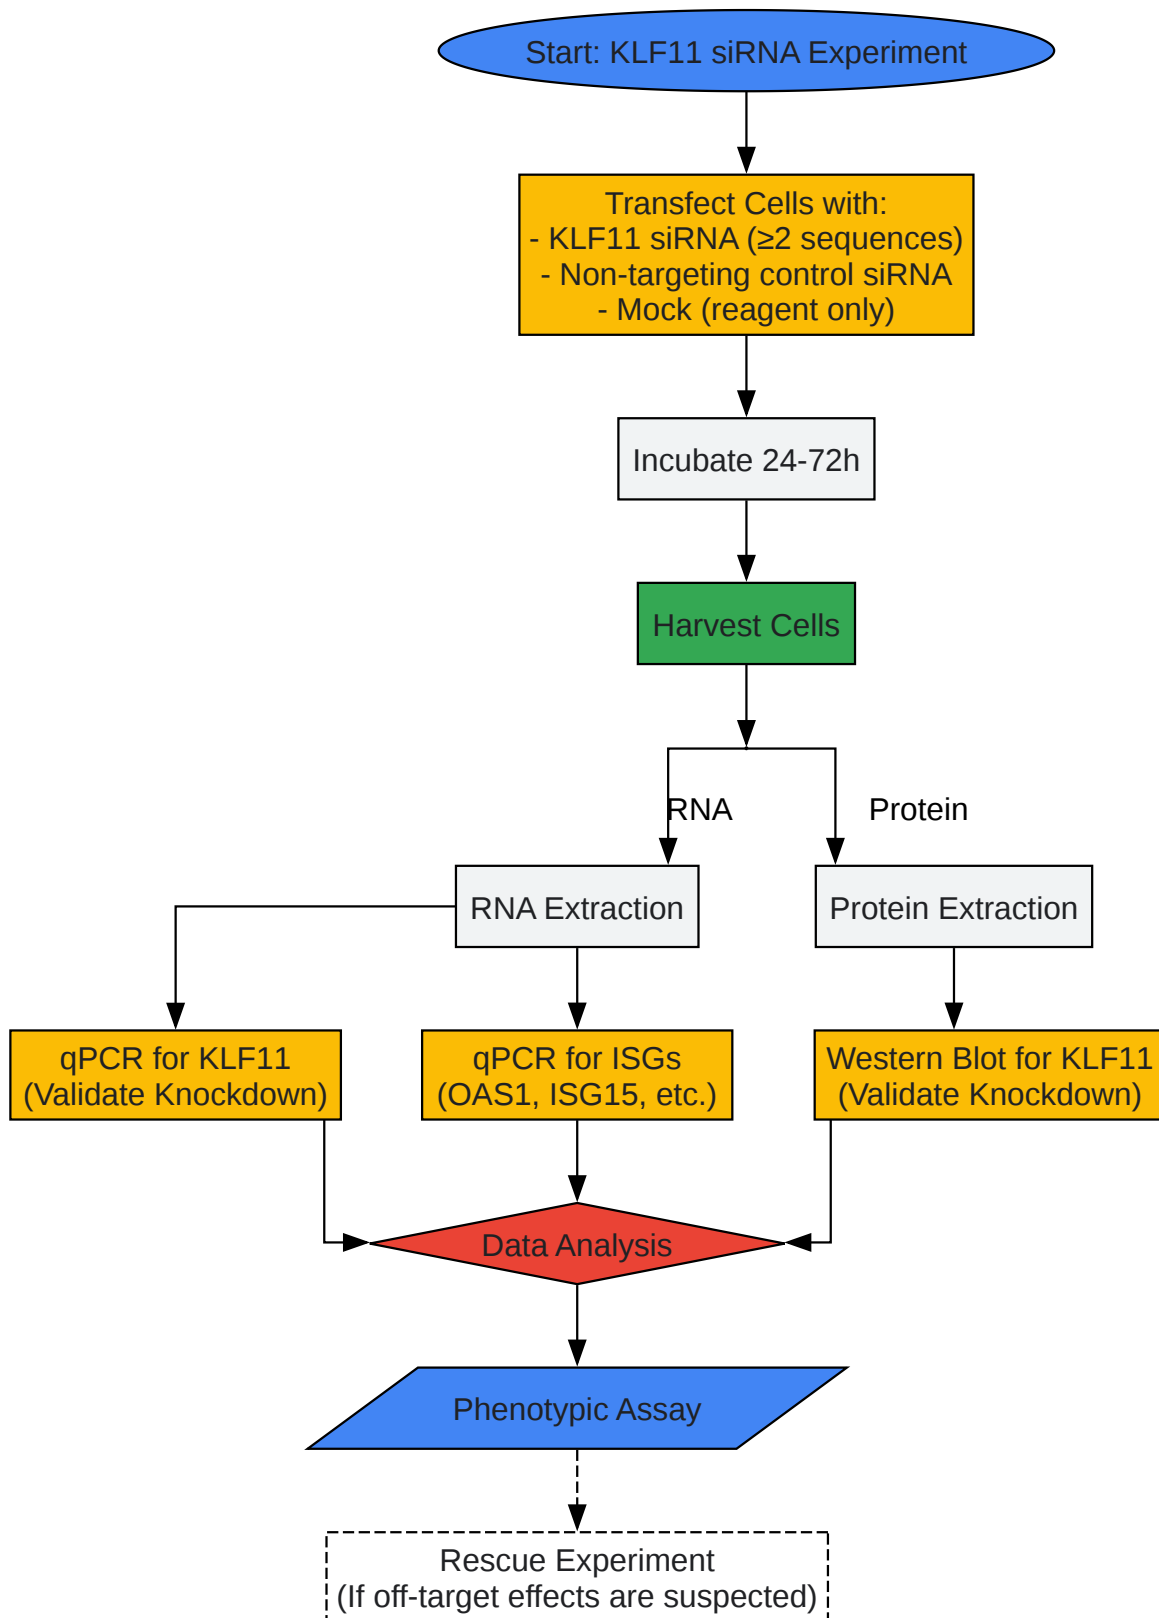 Start: KLF11 siRNA Experiment
Transfect Cells with:
- KLF11 siRNA (≥2 sequences)
- Non-targeting control siRNA
- Mock (reagent only)
Incubate 24-72h
Harvest Cells
RNA
Protein
RNA Extraction
Protein Extraction
qPCR for KLF11
(Validate Knockdown)
qPCR for ISGs
(OAS1, ISG15, etc.)
Western Blot for KLF11
(Validate Knockdown)
Data Analysis
Phenotypic Assay
Rescue Experiment
(If off-target effects are suspected)